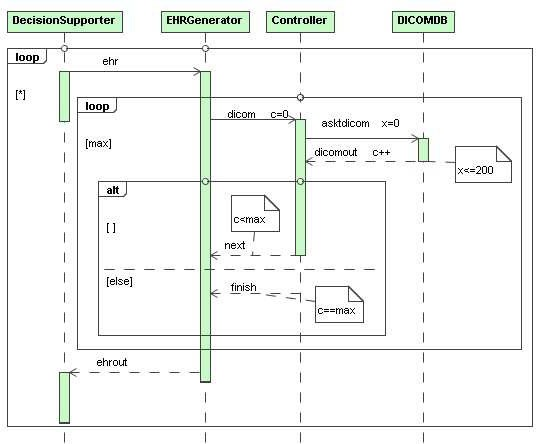 DecisionSupporter EHRGenerator Controller DICOMDB
loop
ehr
[*]
loop
dicom c=0
asktdicom x=0
[max]
dicomout c++
x<=200
alt
c<max
[ ]
next
[else]
finish
c==max
ehrout